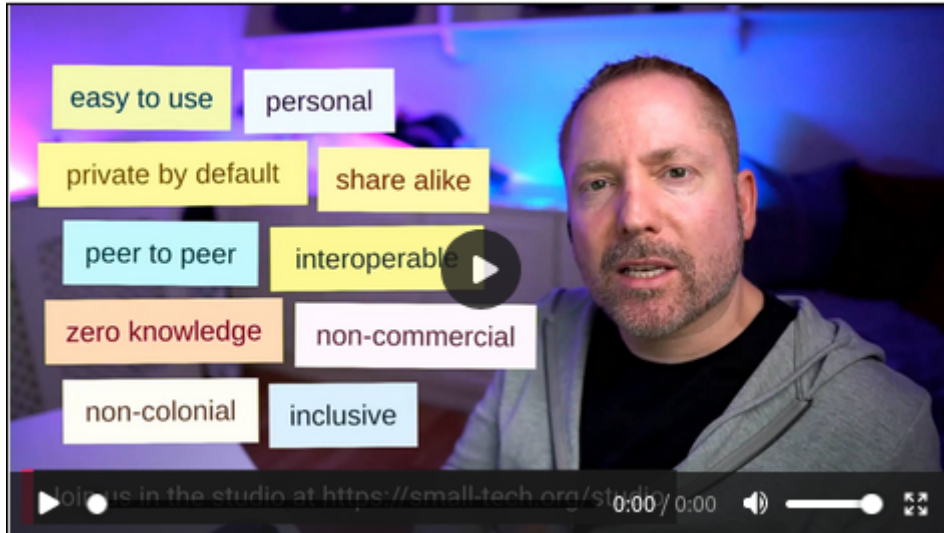 easy to use
personal
private by default
share alike
peer to peer
interoperable
zero knowledge
non-commercial
non-colonial
inclusive
Join us in the studio at https://small-tech.org/studio
0:00 / 0:00